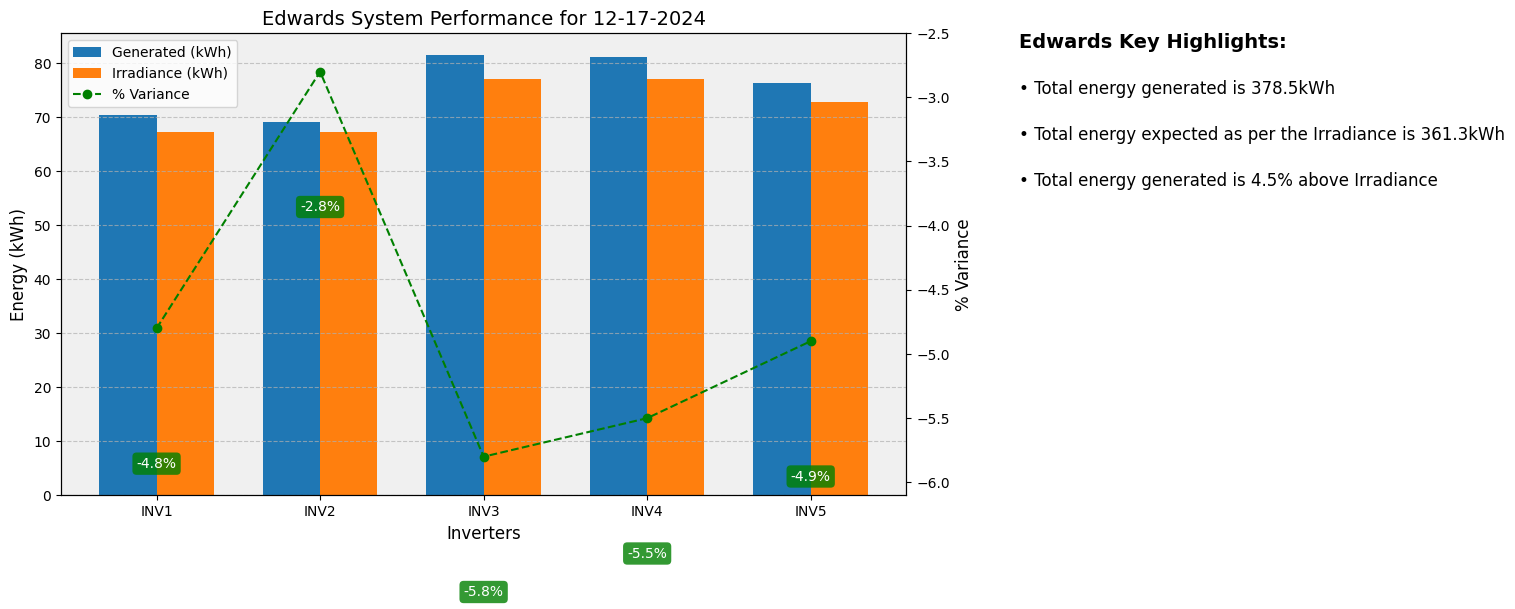 Edwards System Performance for 12-17-2024
Generated (kWh)
Irradiance (kWh)
% Variance
Energy (kWh)
80
70
60
50
40
30
20
10
0
−2.5
−3.0
−3.5
−4.0
−4.5
−5.0
−5.5
−6.0
% Variance
-4.8%
-2.8%
-5.8%
-5.5%
-4.9%
INV1
INV2
INV3
INV4
INV5
Inverters
Edwards Key Highlights:
• Total energy generated is 378.5kWh
• Total energy expected as per the Irradiance is 361.3kWh
• Total energy generated is 4.5% above Irradiance